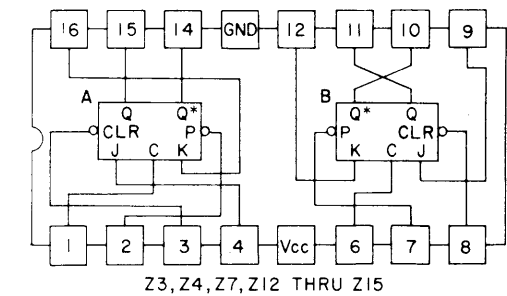 16 15 14 GND 12 11 10 9
A B
Q Q* Q* Q
CLR P P CLR
J C K K C J
1 2 3 4 Vcc 6 7 8
Z3, Z4, Z7, Z12 THRU Z15